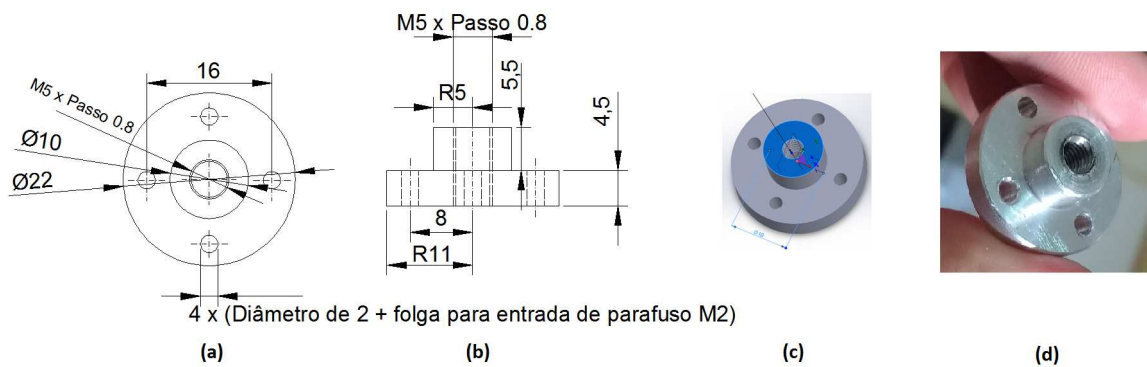 16
M5 x Passo 0.8
Ø10
Ø22
4 x (Diâmetro de 2 + folga para entrada de parafuso M2)
(a)
M5 x Passo 0.8
R5
5,5
4,5
8
R11
(b)
(c)
(d)